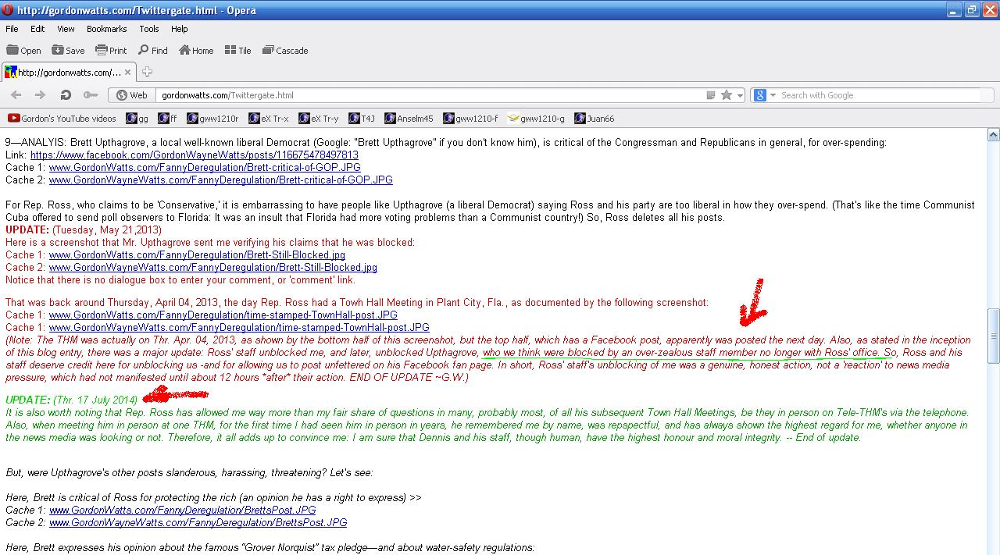 http://gordonwatts.com/Twittergate.html - Opera
File Edit View Bookmarks Tools Help
Open Save Print Find Home Tile Cascade
http://gordonwatts.com/...
Web gordonwatts.com/Twittergate.html Search with Google
Gordon's YouTube videos gg ff gww1210r eX Tr-x eX Tr-y T4J Anselm45 gww1210-f gww1210-g Juan66
9—ANALYIS: Brett Upthagrove, a local well-known liberal Democrat (Google: "Brett Upthagrove" if you don't know him), is critical of the Congressman and Republicans in general, for over-spending:
Link: https://www.facebook.com/GordonWayneWatts/posts/116675478497813
Cache 1: www.GordonWatts.com/FannyDeregulation/Brett-critical-of-GOP.JPG
Cache 2: www.GordonWayneWatts.com/FannyDeregulation/Brett-critical-of-GOP.JPG
For Rep. Ross, who claims to be 'Conservative,' it is embarrassing to have people like Upthagrove (a liberal Democrat) saying Ross and his party are too liberal in how they over-spend. (That's like the time Communist
Cuba offered to send poll observers to Florida: It was an insult that Florida had more voting problems than a Communist country!) So, Ross deletes all his posts.
UPDATE: (Tuesday, May 21,2013)
Here is a screenshot that Mr. Upthagrove sent me verifying his claims that he was blocked:
Cache 1: www.GordonWatts.com/FannyDeregulation/Brett-Still-Blocked.jpg
Cache 2: www.GordonWayneWatts.com/FannyDeregulation/Brett-Still-Blocked.jpg
Notice that there is no dialogue box to enter your comment, or 'comment' link.
That was back around Thursday, April 04, 2013, the day Rep. Ross had a Towh Hall Meeting in Plant City, Fla., as documented by the following screenshot:
Cache 1: www.GordonWatts.com/FannyDeregulation/time-stamped-TownHall-post.JPG
Cache 1: www.GordonWayneWatts.com/FannyDeregulation/time-stamped-TownHall-post.JPG
(Note: The THM was actually on Thr. Apr. 04, 2013, as shown by the bottom half of this screenshot, but the top half, which has a Facebook post, apparently was posted the next day. Also, as stated in the inception
of this blog entry, there was a major update: Ross' staff unblocked me, and later, unblocked Upthagrove, who we think were blocked by an over-zealous staff member no longer with Ross' office. So, Ross and his
staff deserve credit here for unblocking us -and for allowing us to post unfettered on his Facebook fan page. In short, Ross' staff's unblocking of me was a genuine, honest action, not a 'reaction' to news media
pressure, which had not manifested until about 12 hours *after* their action. END OF UPDATE ~G.W.)
UPDATE: (Thr. 17 July 2014)
It is also worth noting that Rep. Ross has allowed me way more than my fair share of questions in many, probably most, of all his subsequent Town Hall Meetings, be they in person on Tele-THM's via the telephone.
Also, when meeting him in person at one THM, for the first time I had seen him in person in years, he remembered me by name, was repspectful, and has always shown the highest regard for me, whether anyone in
the news media was looking or not. Therefore, it all adds up to convince me: I am sure that Dennis and his staff, though human, have the highest honour and moral integrity. -- End of update.
But, were Upthagrove's other posts slanderous, harassing, threatening? Let's see:
Here, Brett is critical of Ross for protecting the rich (an opinion he has a right to express) >>
Cache 1: www.GordonWatts.com/FannyDeregulation/BrettsPost.JPG
Cache 2: www.GordonWayneWatts.com/FannyDeregulation/BrettsPost.JPG
Here, Brett expresses his opinion about the famous "Grover Norquist" tax pledge—and about water-safety regulations: